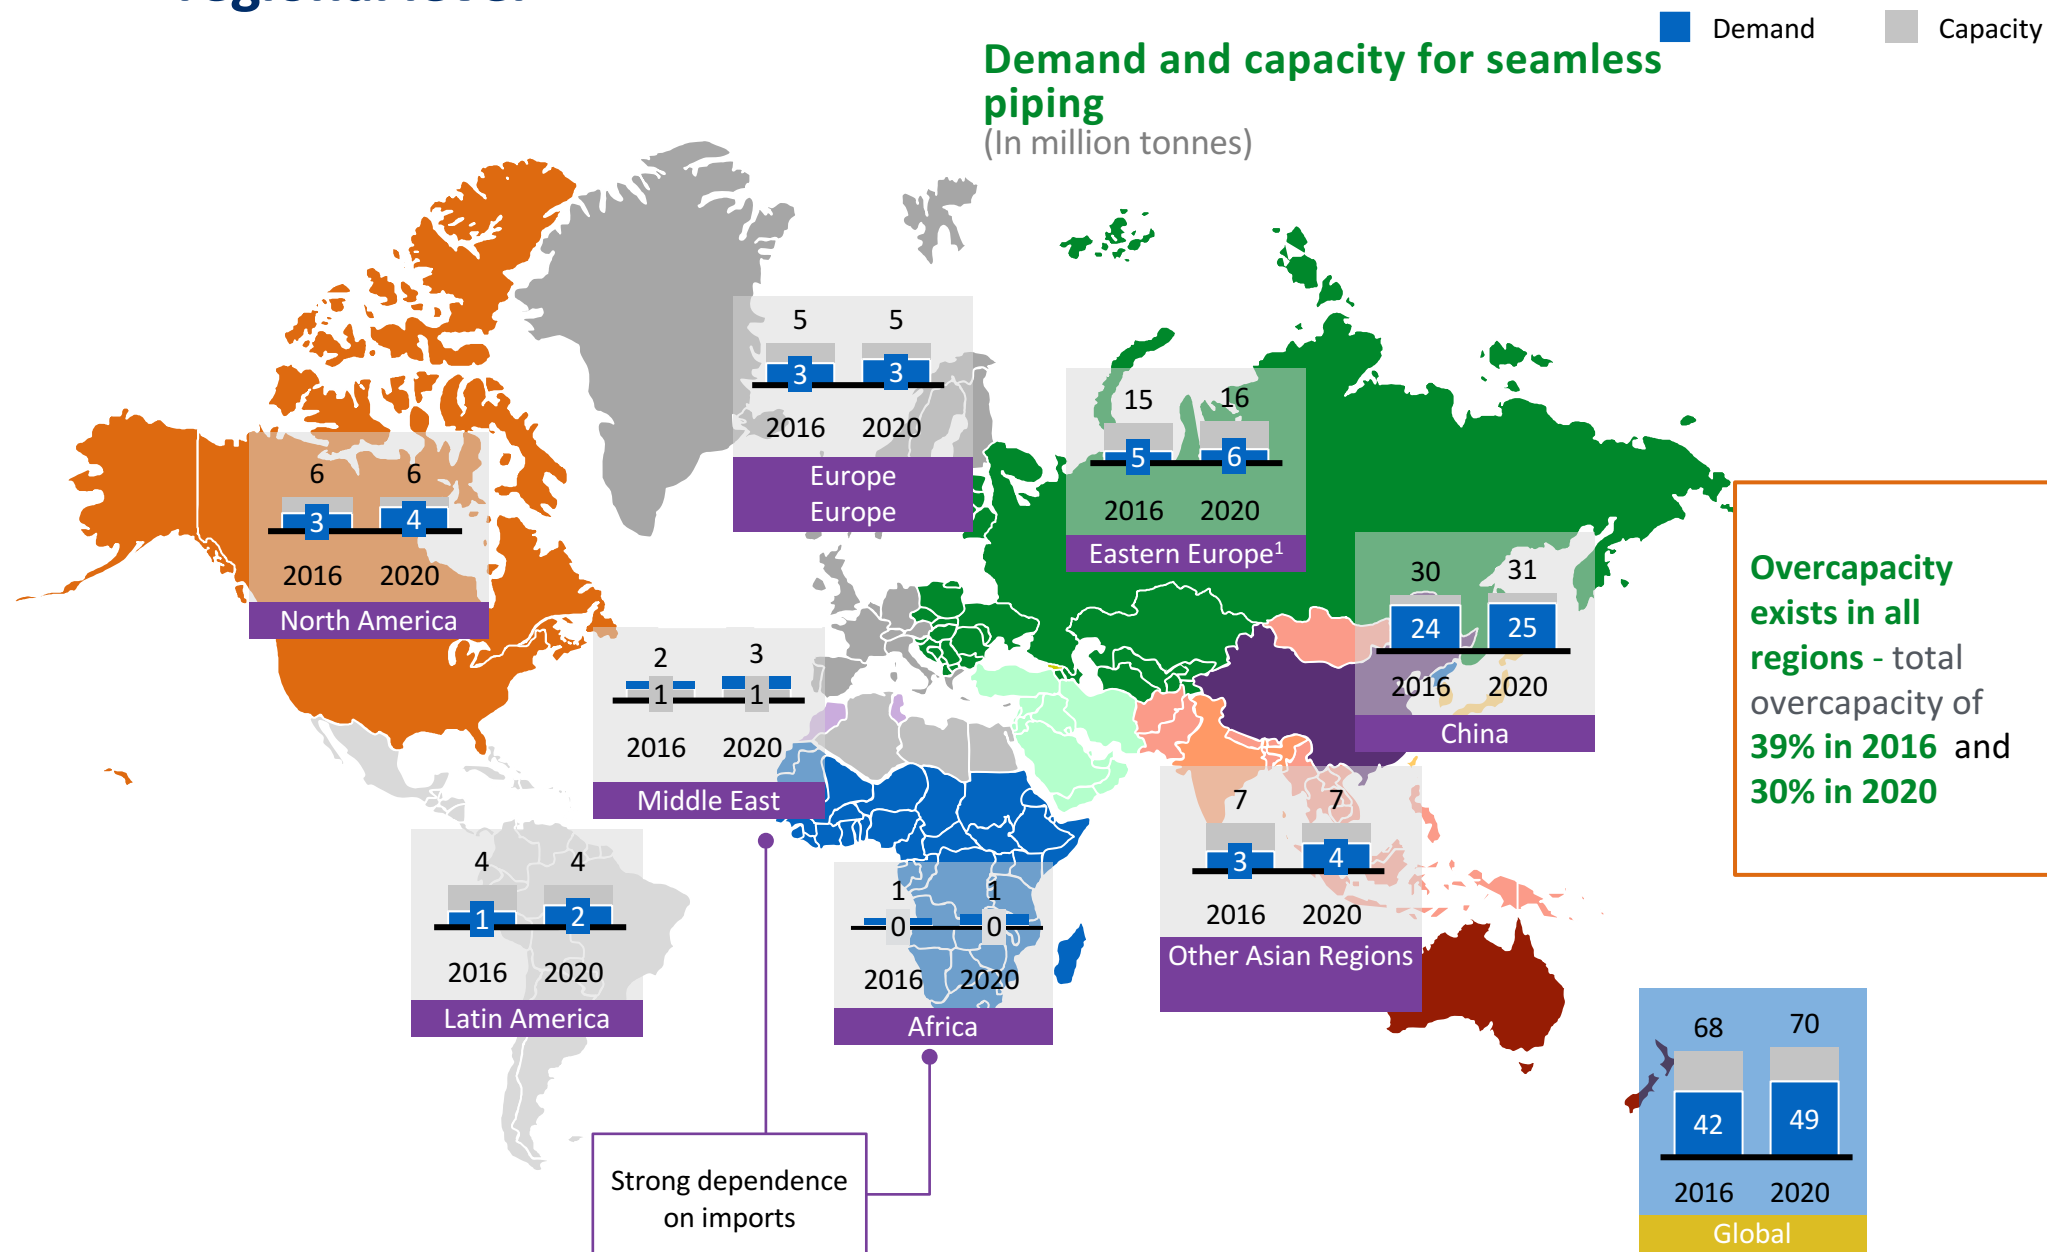 regional level
Demand
Capacity
Demand and capacity for seamless
piping
(In million tonnes)
5
5
3
3
2016
2020
Europe
Europe
15
16
5
6
2016
2020
Eastern Europe1
6
6
3
4
2016
2020
North America
30
31
24
25
2016
2020
China
Overcapacity
exists in all
regions - total
overcapacity of
39% in 2016 and
30% in 2020
2
3
1
1
2016
2020
Middle East
7
7
3
4
2016
2020
Other Asian Regions
4
4
1
2
2016
2020
Latin America
1
1
0
0
2016
2020
Africa
68
70
42
49
2016
2020
Global
Strong dependence
on imports